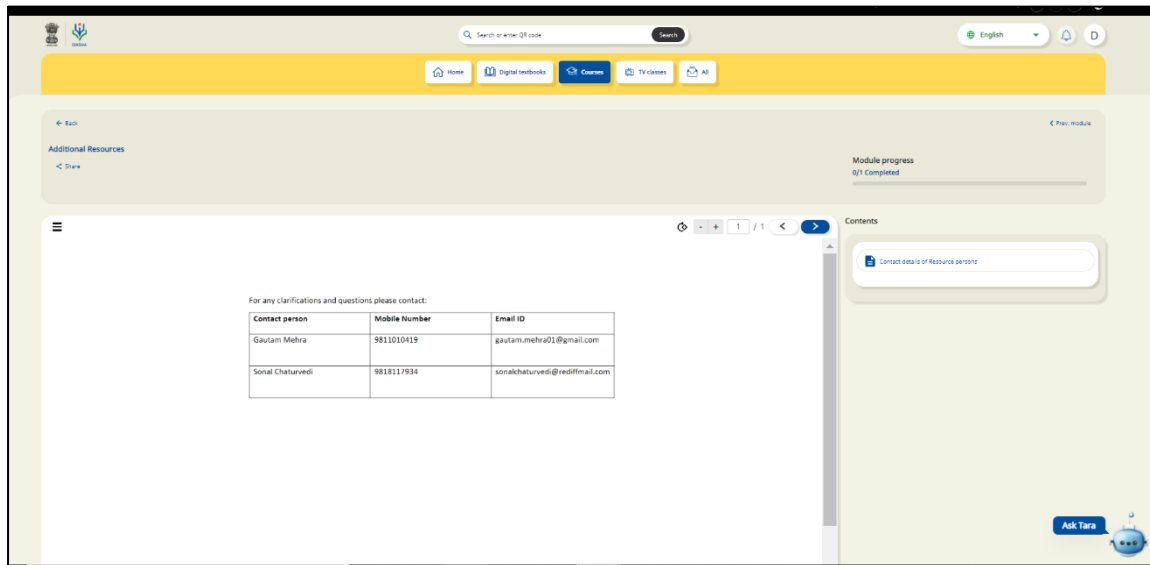 DIKSHA
Search or enter QR code
Search
English
D
Home
Digital textbooks
Courses
TV classes
All
Back
Prev. module
Additional Resources
Share
Module progress
0/1 Completed
- + 1 / 1
Contents
Contact details of Resource persons
For any clarifications and questions please contact:
Contact person Mobile Number Email ID
Gautam Mehra 9811010419 gautam.mehra01@gmail.com
Sonal Chaturvedi 9818117934 sonalchaturvedi@rediffmail.com
Ask Tara